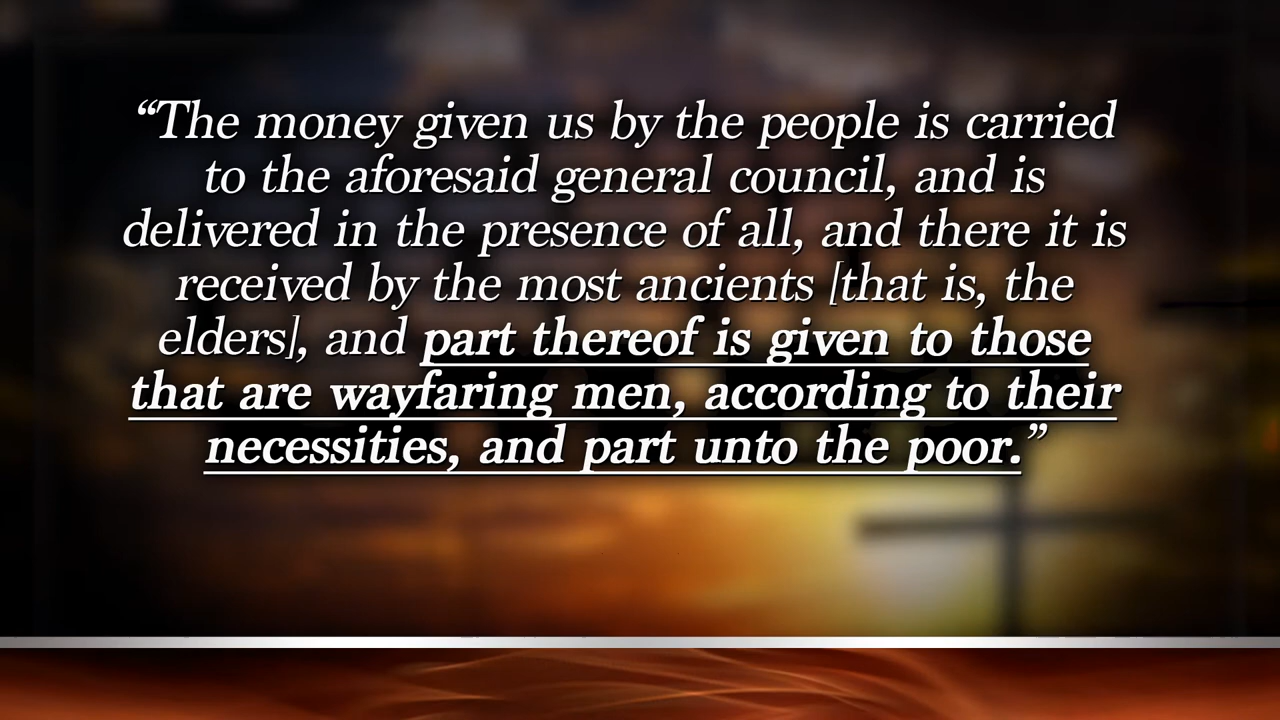 “The money given us by the people is carried
to the aforesaid general council, and is
delivered in the presence of all, and there it is
received by the most ancients [that is, the
elders], and part thereof is given to those
that are wayfaring men, according to their
necessities, and part unto the poor.”